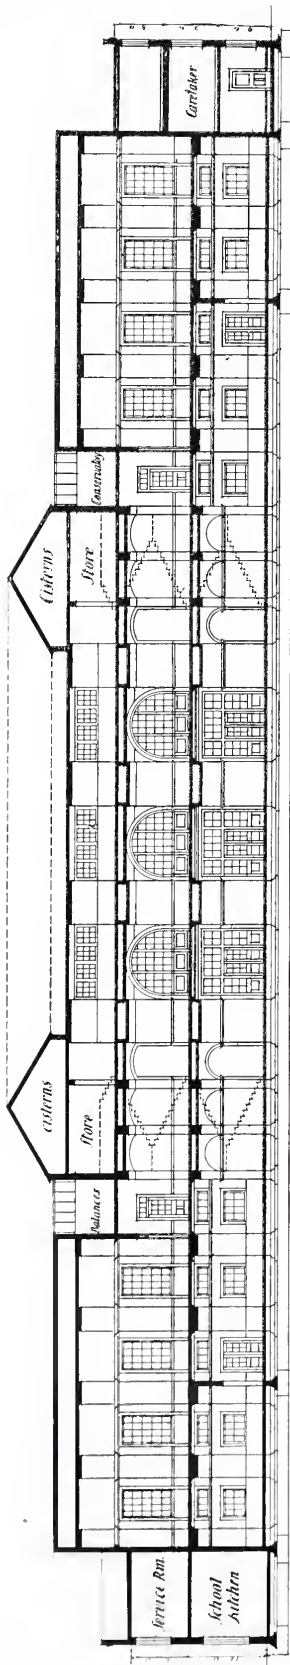 Service Rm.
School
Kitchen
Balances
Cisterns
Store
Cisterns
Store
Conservatory
Caretaker